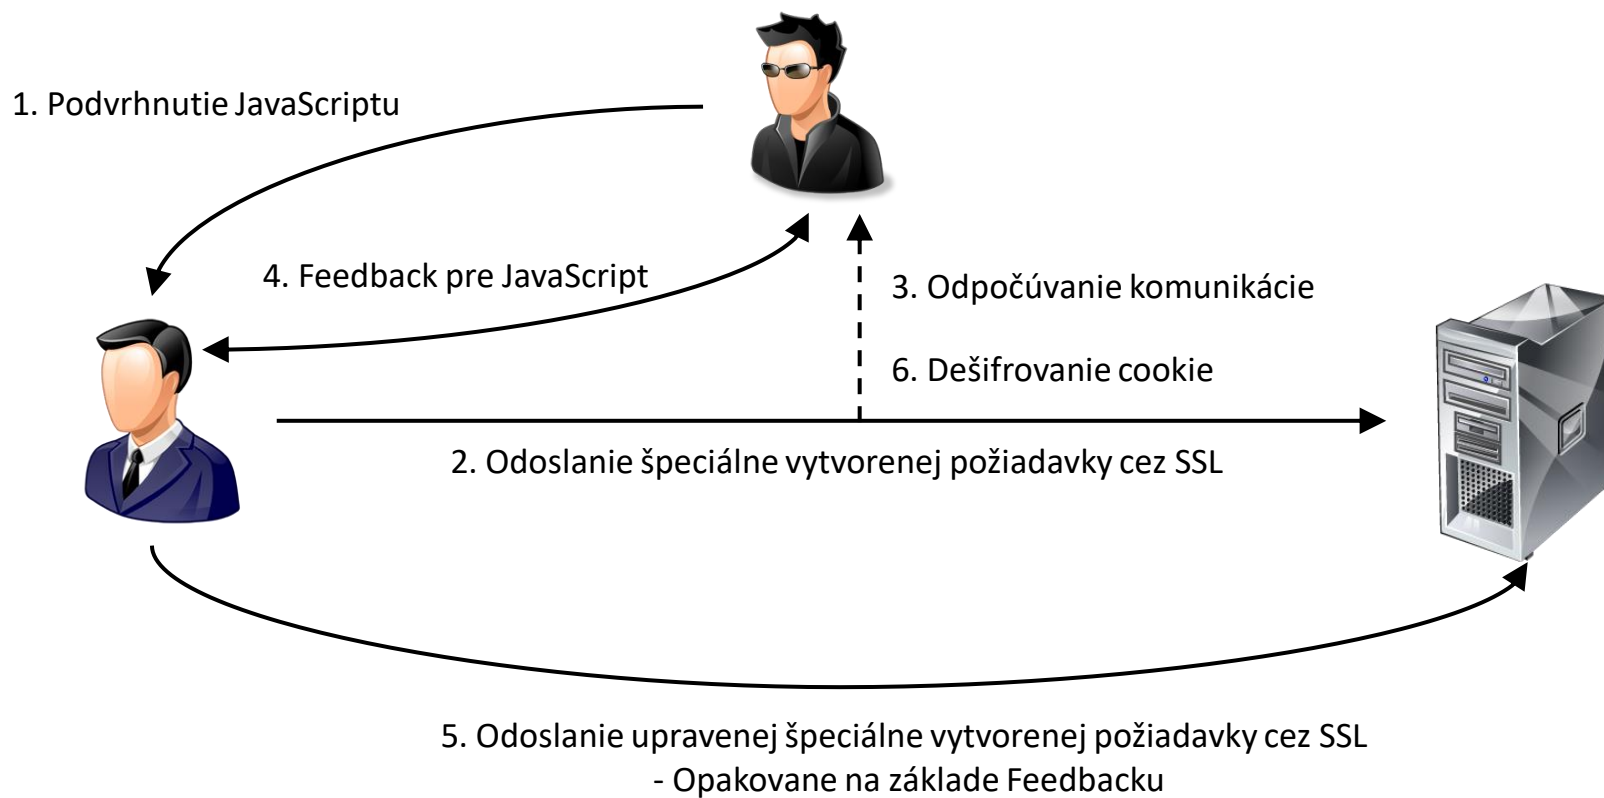 1. Podvrhnutie JavaScriptu
4. Feedback pre JavaScript
3. Odpočúvanie komunikácie
6. Dešifrovanie cookie
2. Odoslanie špeciálne vytvorenej požiadavky cez SSL
5. Odoslanie upravenej špeciálne vytvorenej požiadavky cez SSL
- Opakovane na základe Feedbacku